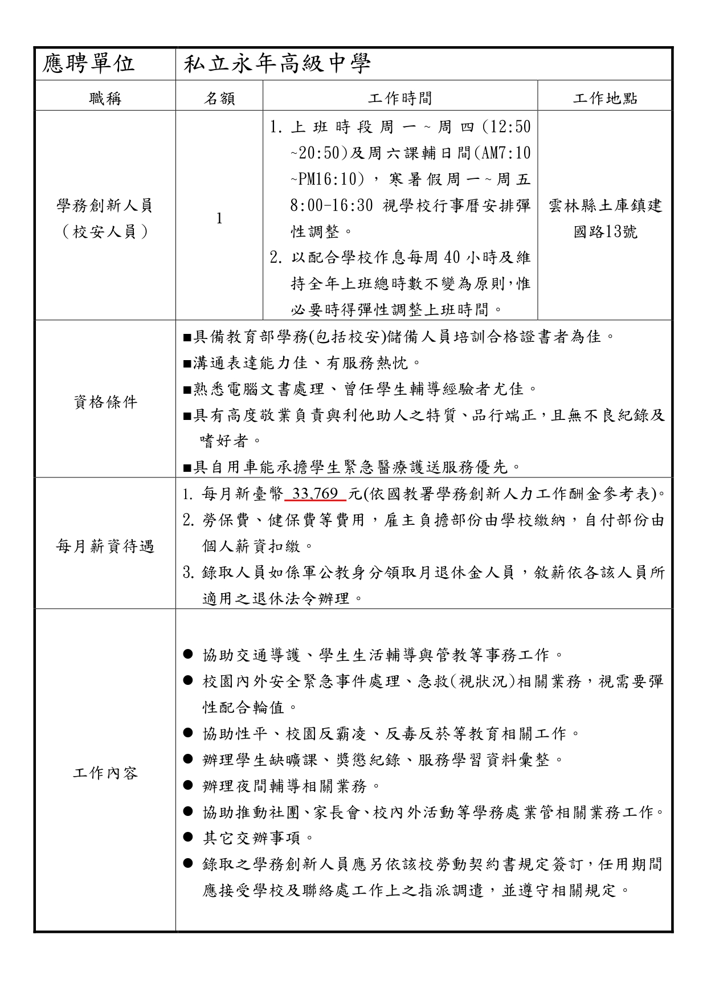 應聘單位
私立永年高級中學
職稱
名額
工作時間
工作地點
學務創新人員
（校安人員）
1
1. 上班時段周一~周四(12:50
~20:50)及周六課輔日間(AM7:10
~PM16:10)，寒暑假周一~周五
8:00-16:30 視學校行事曆安排彈
性調整。
2. 以配合學校作息每周 40 小時及維
持全年上班總時數不變為原則，惟
必要時得彈性調整上班時間。
雲林縣土庫鎮建
國路13號
資格條件
■具備教育部學務(包括校安)儲備人員培訓合格證書者為佳。
■溝通表達能力佳、有服務熱忱。
■熟悉電腦文書處理、曾任學生輔導經驗者尤佳。
■具有高度敬業負責與利他助人之特質、品行端正，且無不良紀錄及
嗜好者。
■具自用車能承擔學生緊急醫療護送服務優先。
每月薪資待遇
1. 每月新臺幣 33,769 元(依國教署學務創新人力工作酬金參考表)。
2. 勞保費、健保費等費用，雇主負擔部份由學校繳納，自付部份由
個人薪資扣繳。
3. 錄取人員如係軍公教身分領取月退休金人員，敘薪依各該人員所
適用之退休法令辦理。
工作內容
● 協助交通導護、學生生活輔導與管教等事務工作。
● 校園內外安全緊急事件處理、急救(視狀況)相關業務，視需要彈
性配合輪值。
● 協助性平、校園反霸凌、反毒反菸等教育相關工作。
● 辦理學生缺曠課、獎懲紀錄、服務學習資料彙整。
● 辦理夜間輔導相關業務。
● 協助推動社團、家長會、校內外活動等學務處業管相關業務工作。
● 其它交辦事項。
● 錄取之學務創新人員應另依該校勞動契約書規定簽訂，任用期間
應接受學校及聯絡處工作上之指派調遣，並遵守相關規定。